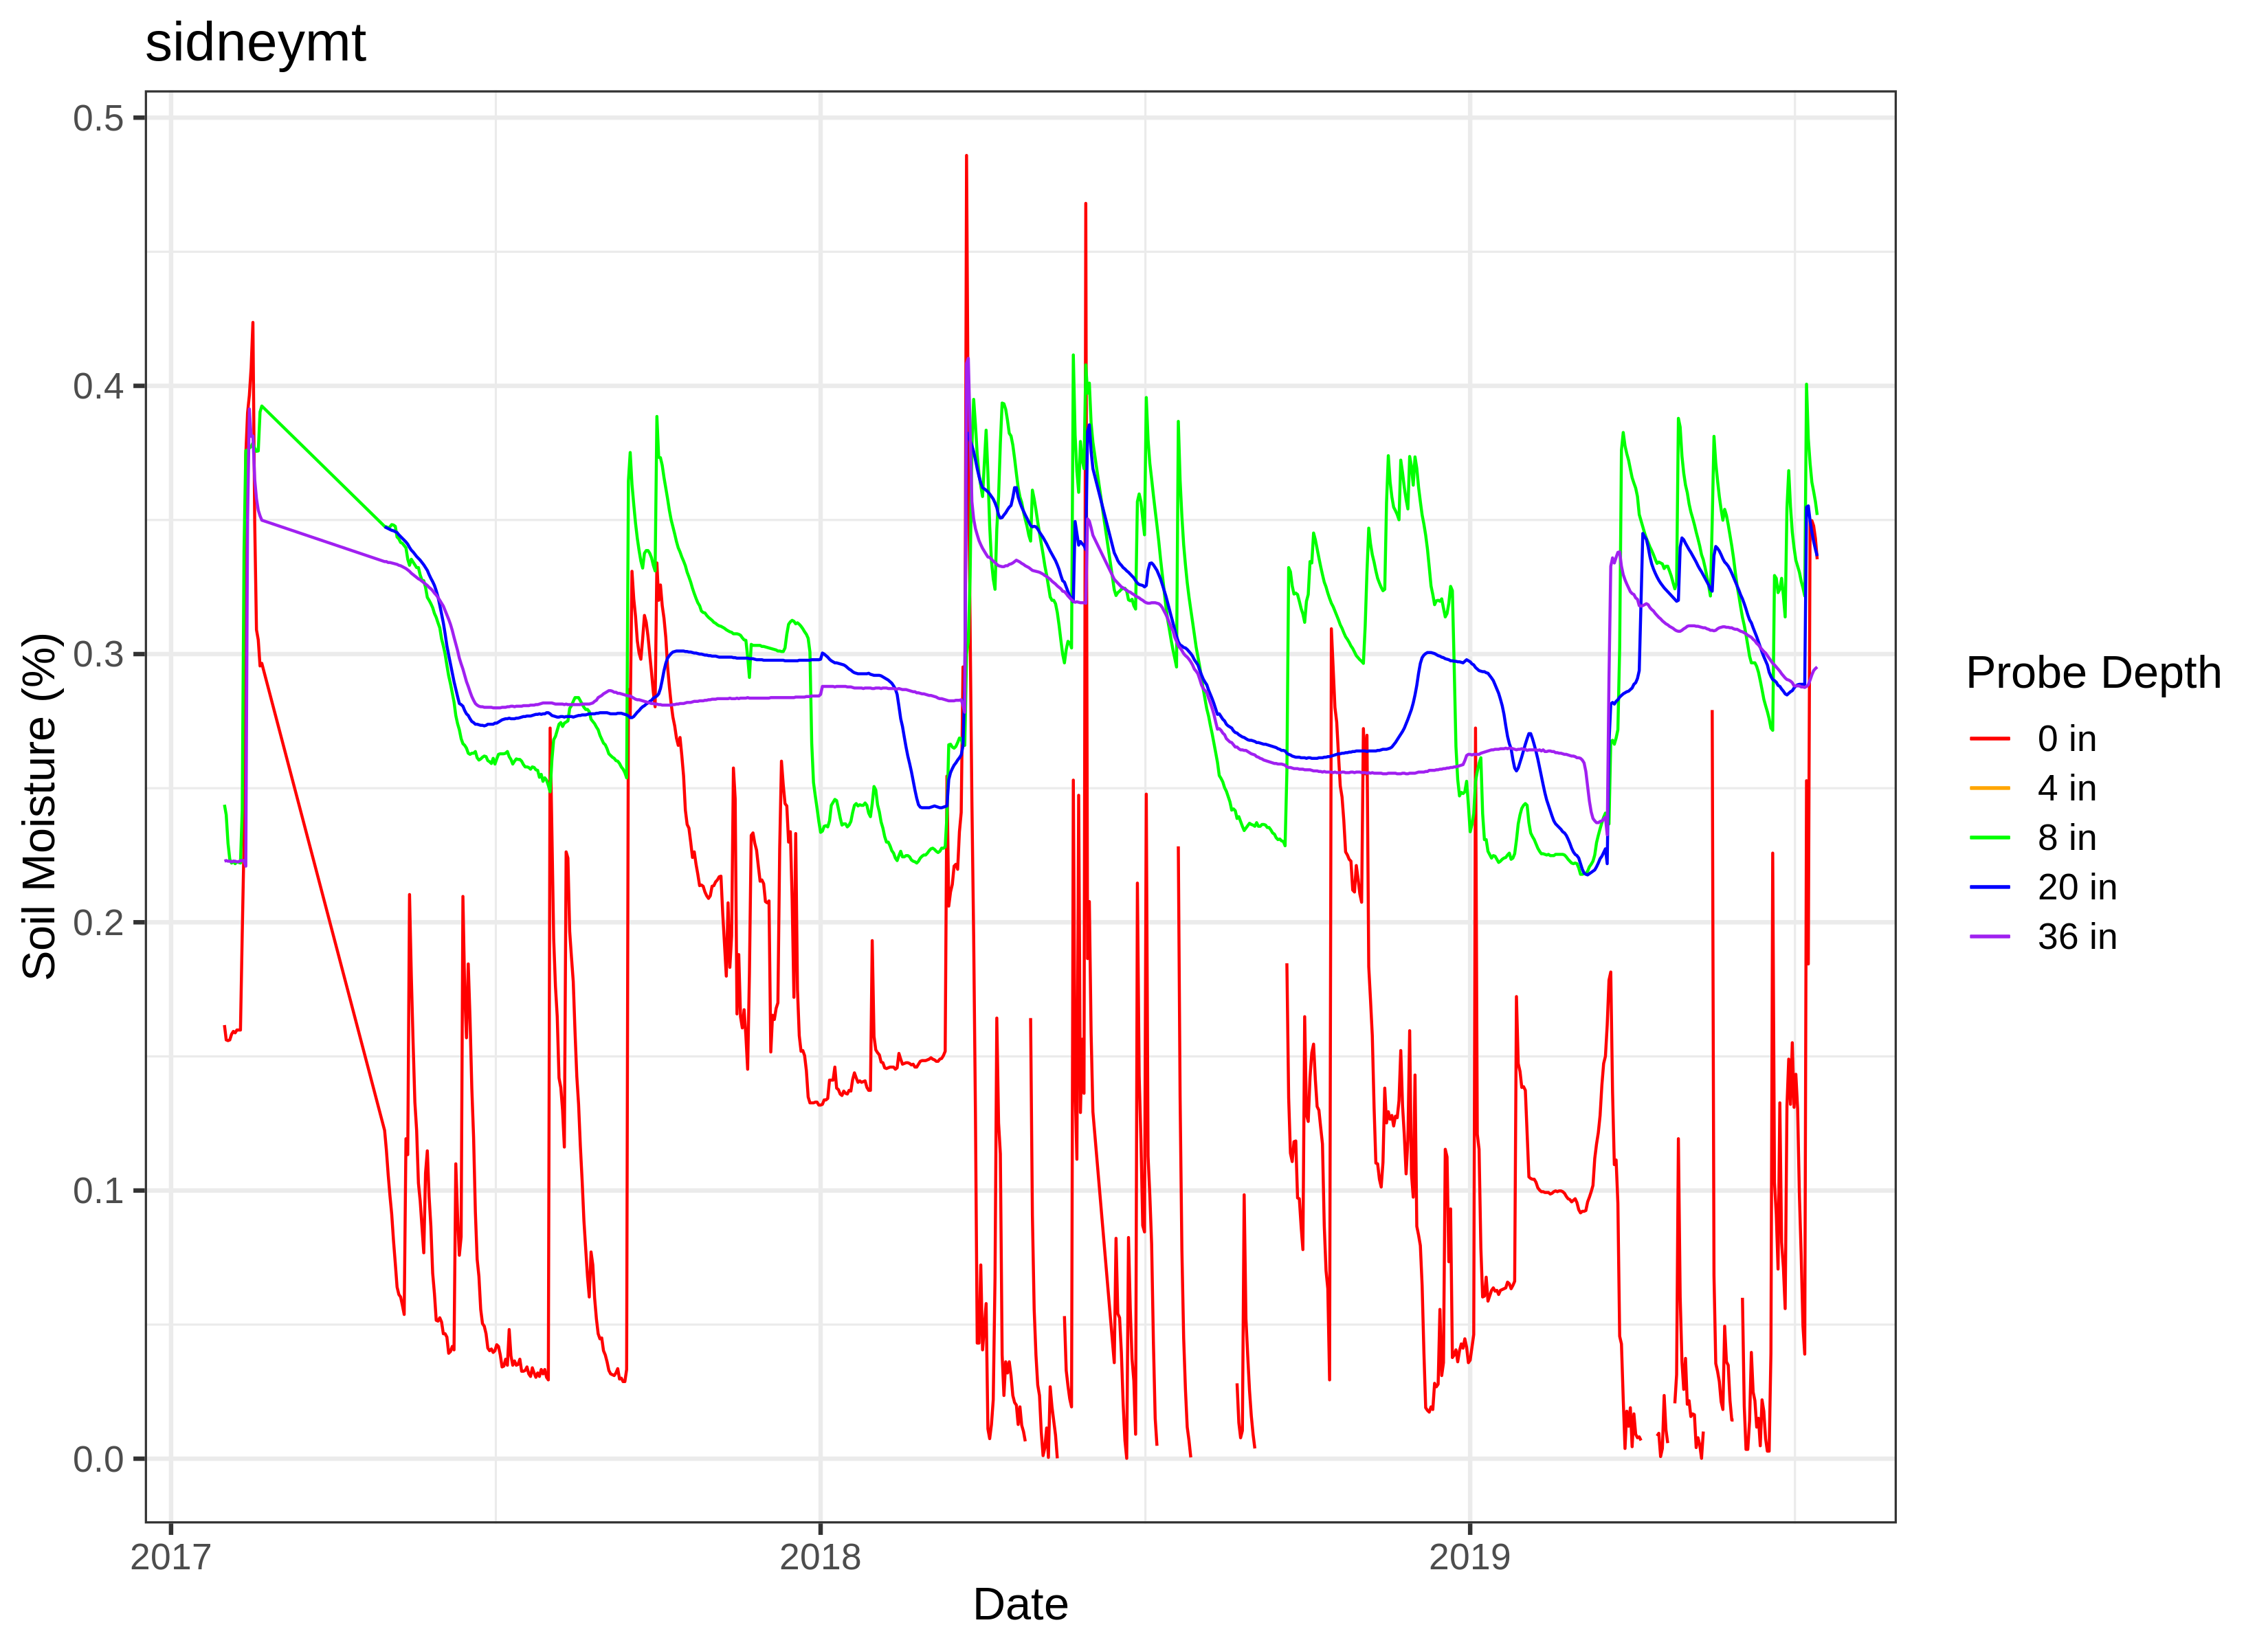 sidneymt
0.5
0.4
0.3
0.2
0.1
0.0
Soil Moisture (%)
2017
2018
2019
Date
Probe Depth
0 in
4 in
8 in
20 in
36 in